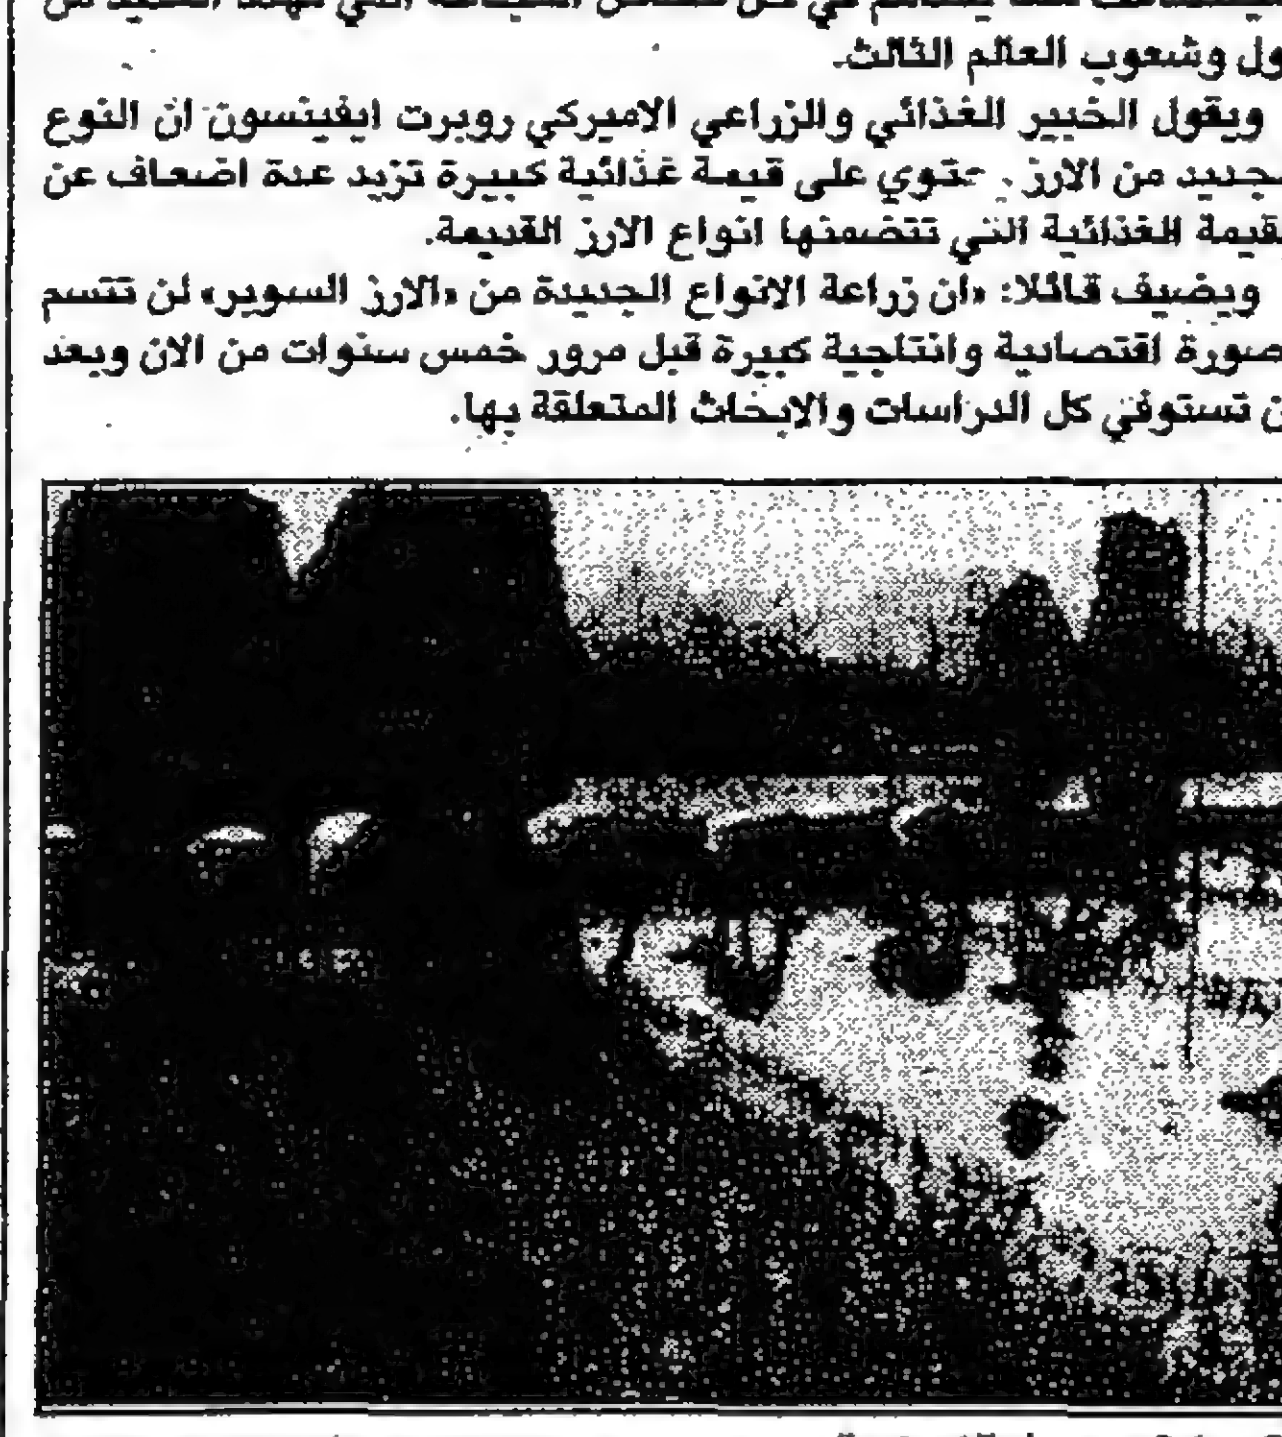 وشعوب العالم الثالث.
ويقول الخبير الغذائي والزراعي الاميركي روبرت ايفينسون ان النوع
من الارز يحتوي على قيمة غذائية كبيرة تزيد عدة اضعاف عن
القيمة الغذائية التي تتضمنها انواع الارز القديمة.
ويضيف قائلا: «ان زراعة الانواع الجديدة من «الارز السوبر» لن تتسم
صورة اقتصادية وانتاجية كبيرة قبل مرور خمس سنوات من الان وبعد
ان تستوفي كل الدراسات والابحاث المتعلقة بها.